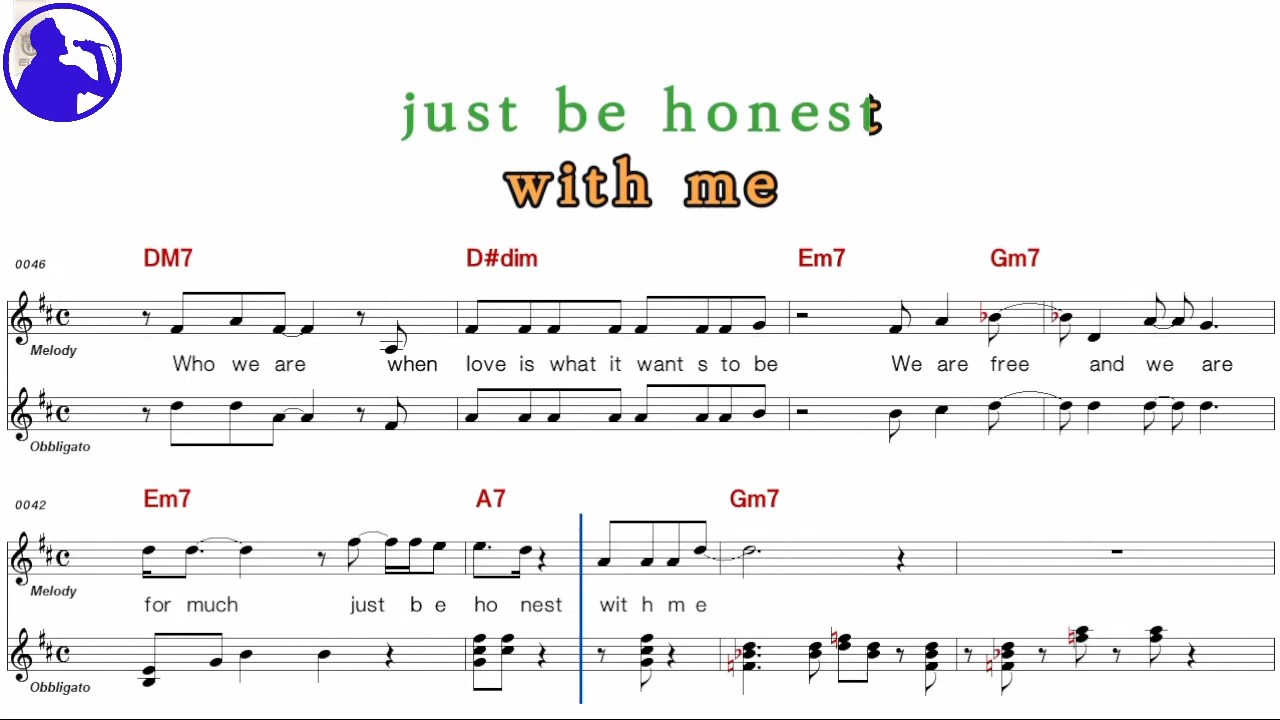 just be honest
with me
0046 DM7 D#dim Em7 Gm7
Melody
Who we are when love is what it want s to be We are free and we are
Obbligato
0042 Em7 A7 Gm7
Melody
for much just b e ho nest wit h m e
Obbligato